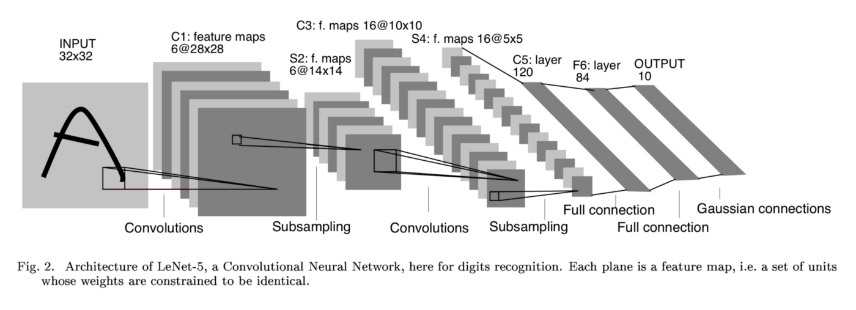 INPUT
32x32
C1: feature maps
6@28x28
S2: f. maps
6@14x14
C3: f. maps 16@10x10
S4: f. maps 16@5x5
C5: layer
120
F6: layer
84
OUTPUT
10
A
Convolutions
Subsampling
Convolutions
Subsampling
Full connection
Full connection
Gaussian connections
Fig. 2. Architecture of LeNet-5, a Convolutional Neural Network, here for digits recognition. Each plane is a feature map, i.e. a set of units
whose weights are constrained to be identical.